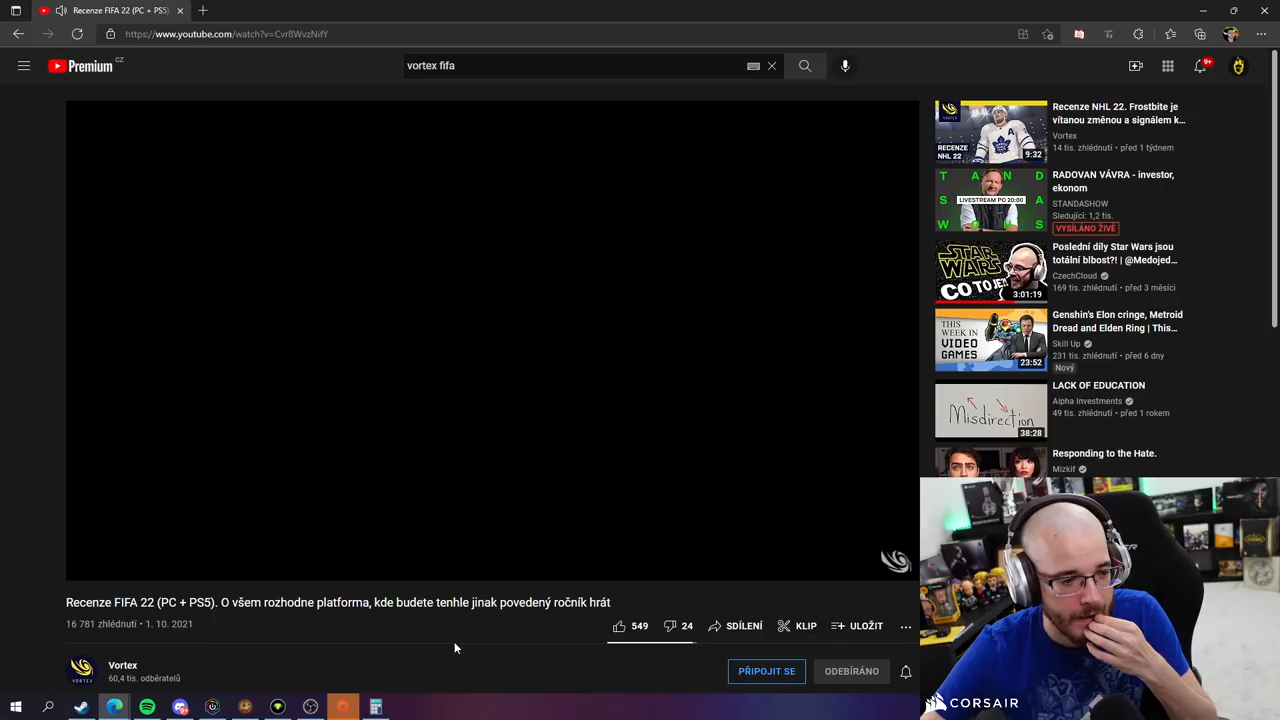 Recenze FIFA 22 (PC + PS5)
https://www.youtube.com/watch?v=Cvr8WvzNifY
Premium CZ
vortex fifa
9+
Recenze NHL 22. Frostbite je
vítanou změnou a signálem k...
Vortex
14 tis. zhlédnutí • před 1 týdnem
RECENZE
NHL 22
9:32
RADOVAN VÁVRA - investor,
ekonom
STANDASHOW
Sledující: 1,2 tis.
VYSÍLÁNO ŽIVĚ
T A N D
S A
W U S
LIVESTREAM PO 20:00
Poslední díly Star Wars jsou
totální blbost?! | @Medojed...
CzechCloud
169 tis. zhlédnutí • před 3 měsíci
STAR
WARS
CO TO JE?!
3:01:19
Genshin's Elon cringe, Metroid
Dread and Elden Ring | This...
Skill Up
231 tis. zhlédnutí • před 6 dny
Nový
THIS
WEEK IN
VIDEO
GAMES
23:52
LACK OF EDUCATION
Alpha Investments
49 tis. zhlédnutí • před 1 rokem
Misdirection
38:28
Responding to the Hate.
Mizkif
Recenze FIFA 22 (PC + PS5). O všem rozhodne platforma, kde budete tenhle jinak povedený ročník hrát
16 781 zhlédnutí • 1. 10. 2021
549
24
SDÍLENÍ
KLIP
ULOŽIT
Vortex
60,4 tis. odběratelů
VORTEX
PŘIPOJIT SE
ODEBÍRÁNO
CORSAIR